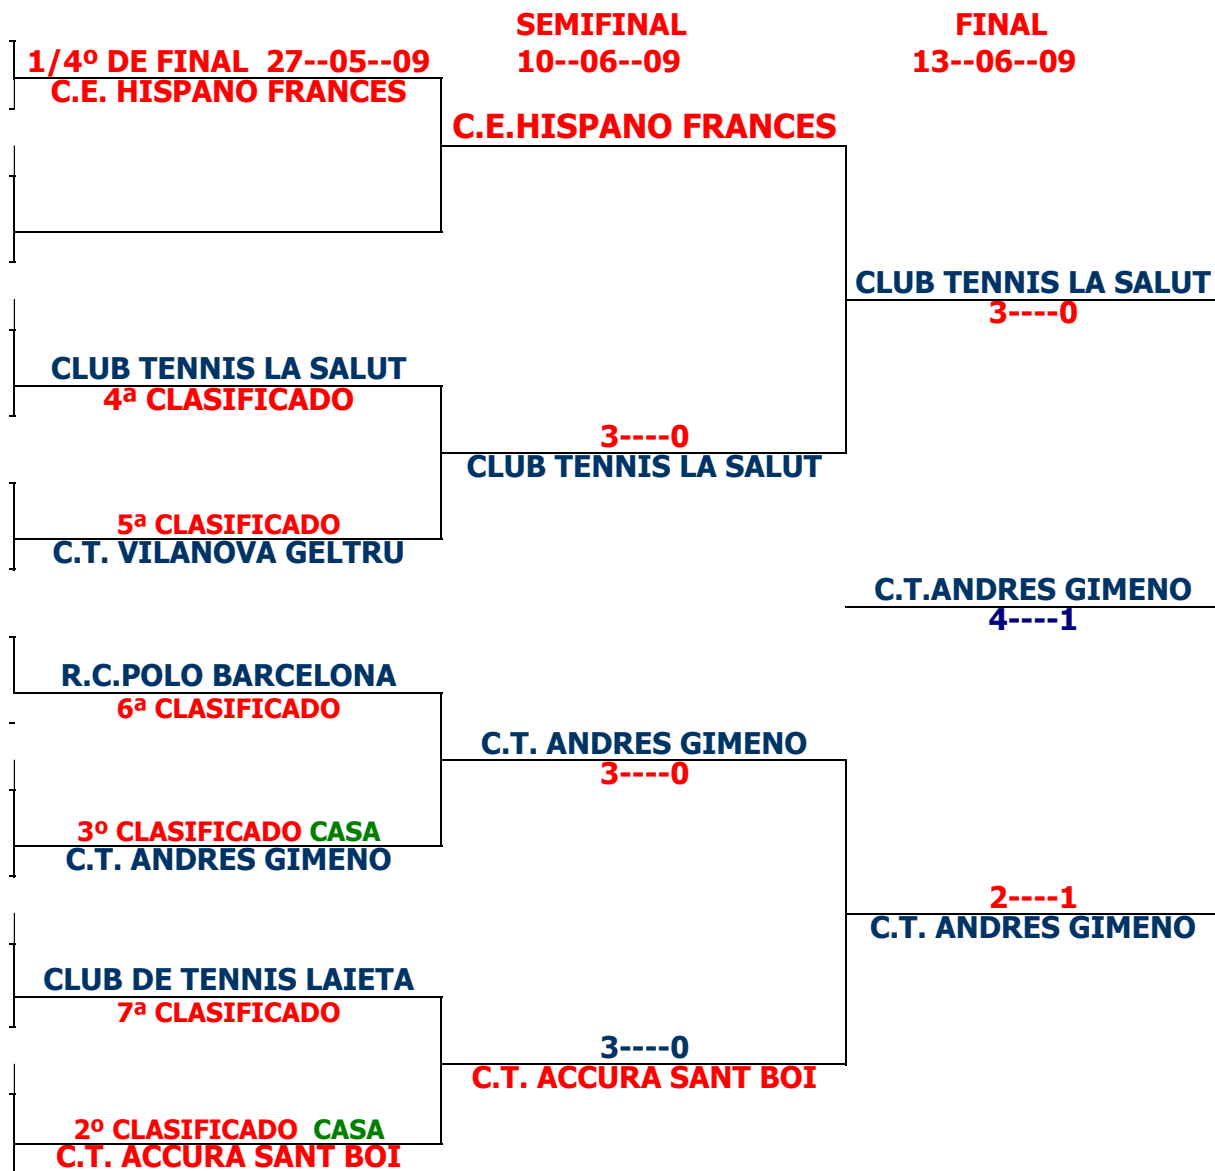 SEMIFINAL
FINAL
1/4º DE FINAL 27--05--09
10--06--09
13--06--09
C.E. HISPANO FRANCES
C.E.HISPANO FRANCES
CLUB TENNIS LA SALUT
3----0
CLUB TENNIS LA SALUT
4ª CLASIFICADO
3----0
CLUB TENNIS LA SALUT
5ª CLASIFICADO
C.T. VILANOVA GELTRU
C.T.ANDRES GIMENO
4----1
R.C.POLO BARCELONA
6ª CLASIFICADO
C.T. ANDRES GIMENO
3----0
3º CLASIFICADO CASA
C.T. ANDRES GIMENO
2----1
C.T. ANDRES GIMENO
CLUB DE TENNIS LAIETA
7ª CLASIFICADO
3----0
C.T. ACCURA SANT BOI
2º CLASIFICADO CASA
C.T. ACCURA SANT BOI